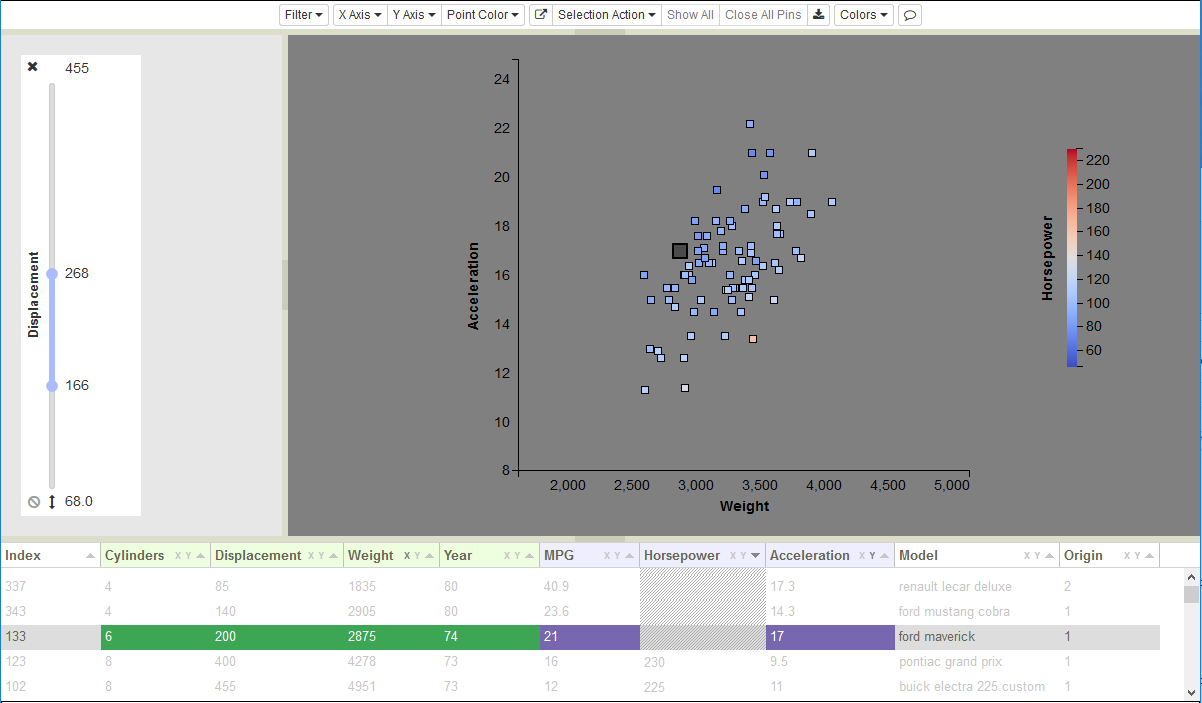 Filter X Axis Y Axis Point Color Selection Action Show All Close All Pins Colors
455
Displacement
268
166
68.0
24
22
20
18
16
14
12
10
8
Acceleration
2,000 2,500 3,000 3,500 4,000 4,500 5,000
Weight
Horsepower
220
200
180
160
140
120
100
80
60
Index Cylinders X Y Displacement X Y Weight X Y Year X Y MPG X Y Horsepower X Y Acceleration X Y Model X Y Origin X Y
337 4 85 1835 80 40.9 17.3 renault lecar deluxe 2
343 4 140 2905 80 23.6 14.3 ford mustang cobra 1
133 6 200 2875 74 21 17 ford maverick 1
123 8 400 4278 73 16 230 9.5 pontiac grand prix 1
102 8 455 4951 73 12 225 11 buick electra 225 custom 1